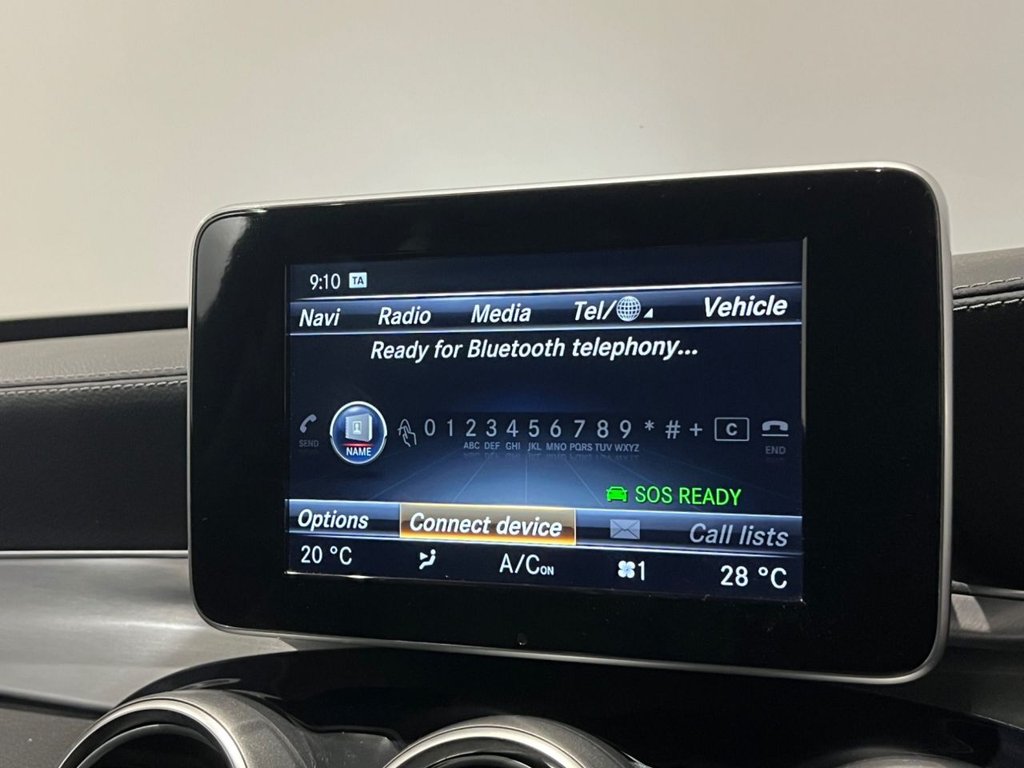 9:10 TA
Navi Radio Media Tel/ Vehicle
Ready for Bluetooth telephony...
SEND NAME 0 1 2 3 4 5 6 7 8 9 * # + C END
ABC DEF GHI JKL MNO PQRS TUV WXYZ
SOS READY
Options Connect device Call lists
20 °C A/C ON 1 28 °C